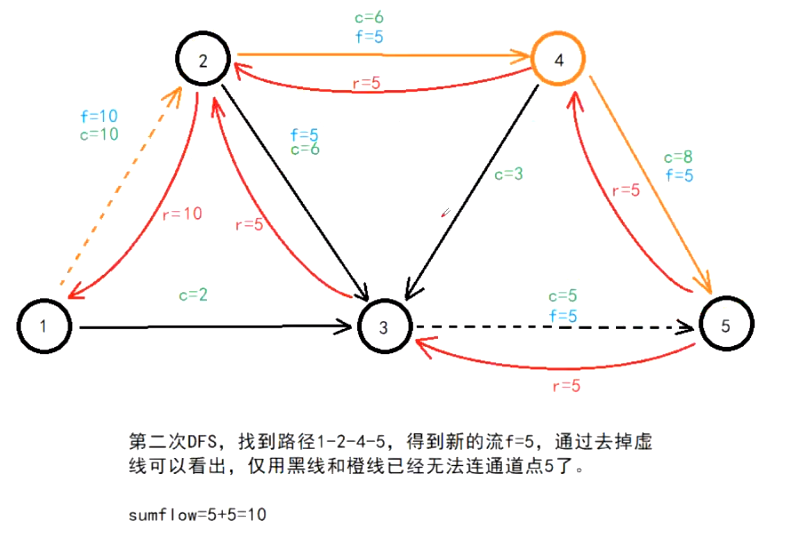 c=6
f=5
2
4
r=5
f=10
c=10
f=5
c=6
c=8
f=5
c=3
r=5
r=10
r=5
c=2
c=5
f=5
1
3
5
r=5
第二次DFS，找到路径1-2-4-5，得到新的流f=5，通过去掉虚
线可以看出，仅用黑线和橙线已经无法连通道点5了。
sumflow=5+5=10